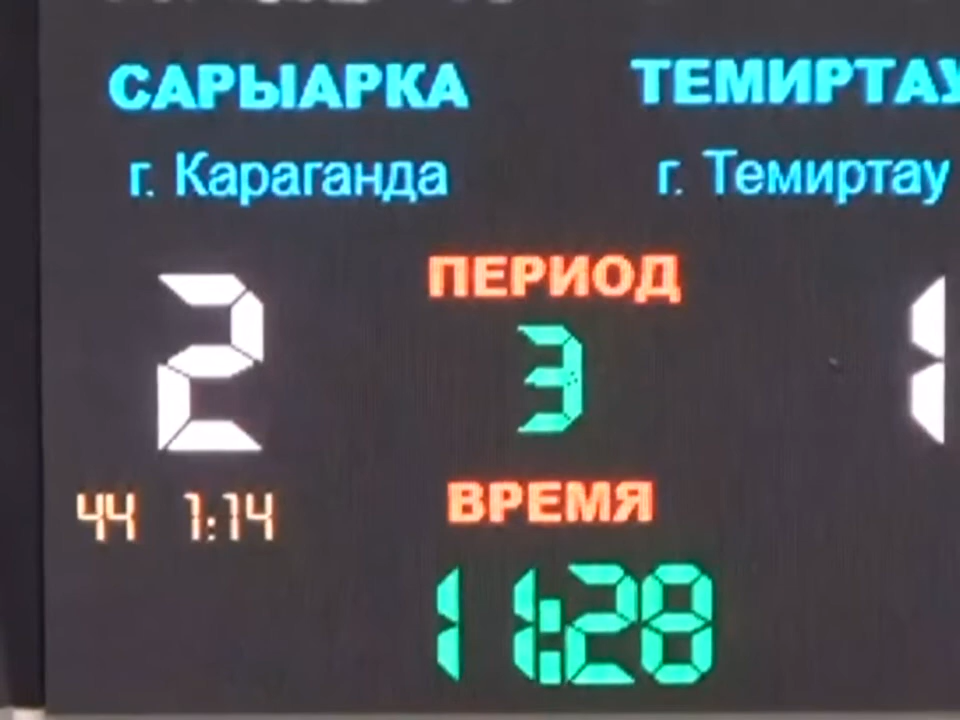 САРЫАРКА ТЕМИРТАУ
г. Караганда г. Темиртау
ПЕРИОД
2 3 1
44 1:14 ВРЕМЯ
11:28